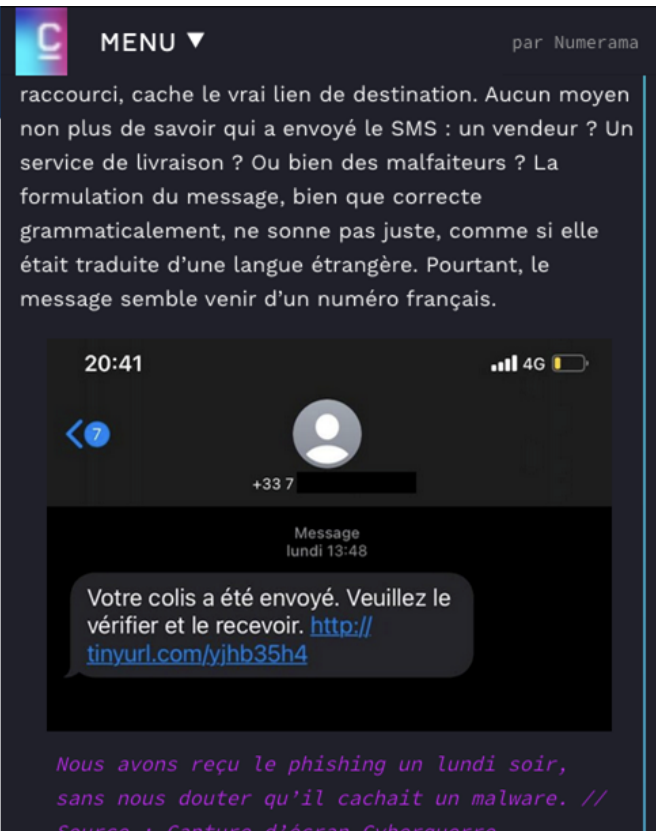 MENU ▼
par Numerama
raccourci, cache le vrai lien de destination. Aucun moyen
non plus de savoir qui a envoyé le SMS : un vendeur ? Un
service de livraison ? Ou bien des malfaiteurs ? La
formulation du message, bien que correcte
grammaticalement, ne sonne pas juste, comme si elle
était traduite d’une langue étrangère. Pourtant, le
message semble venir d’un numéro français.
20:41
4G
7
+33 7
Message
lundi 13:48
Votre colis a été envoyé. Veuillez le
vérifier et le recevoir. http://
tinyurl.com/yjhb35h4
Nous avons reçu le phishing un lundi soir,
sans nous douter qu’il cachait un malware. //
Source : Capture d’écran Cyberguerre